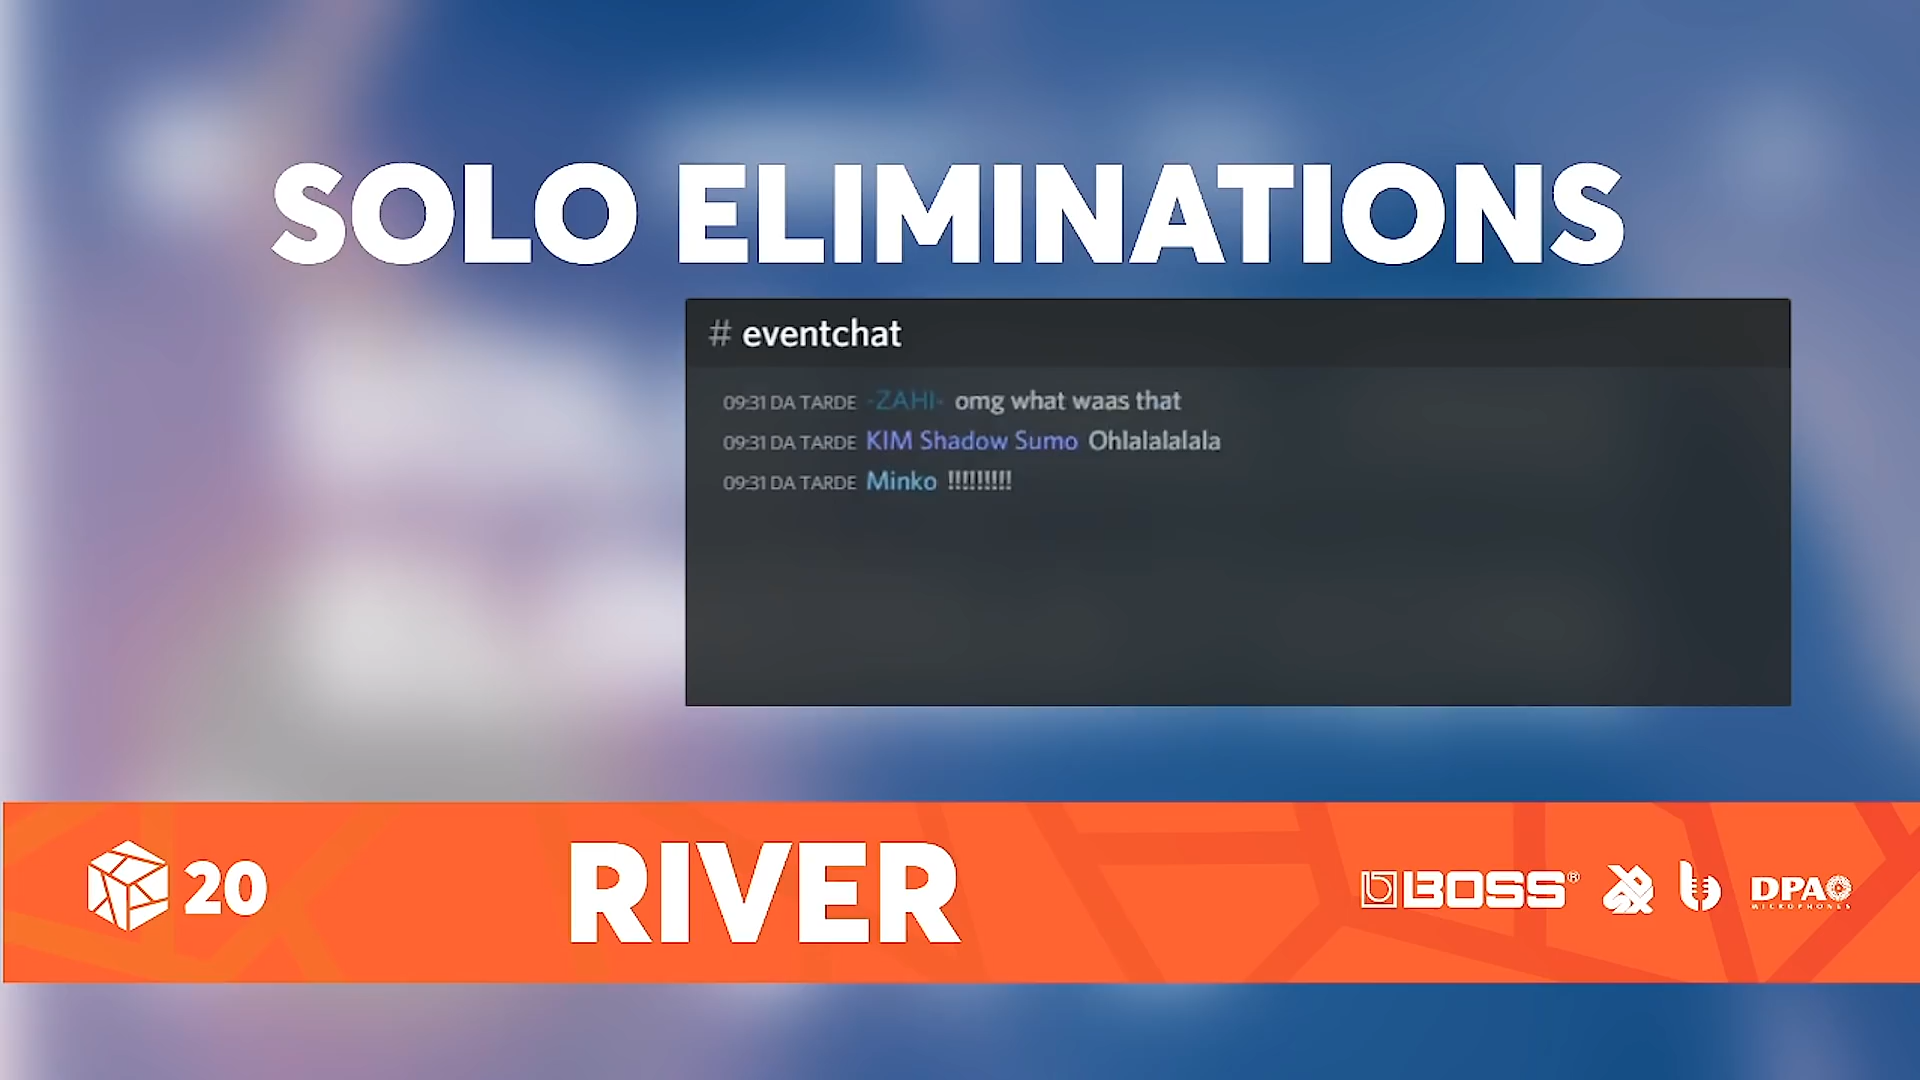 SOLO ELIMINATIONS
# eventchat
09:31 DA TARDE -ZAHI- omg what waas that
09:31 DA TARDE KIM Shadow Sumo Ohlalalalala
09:31 DA TARDE Minko !!!!!!!!!
20
RIVER
BOSS®
DPA
MICROPHONES